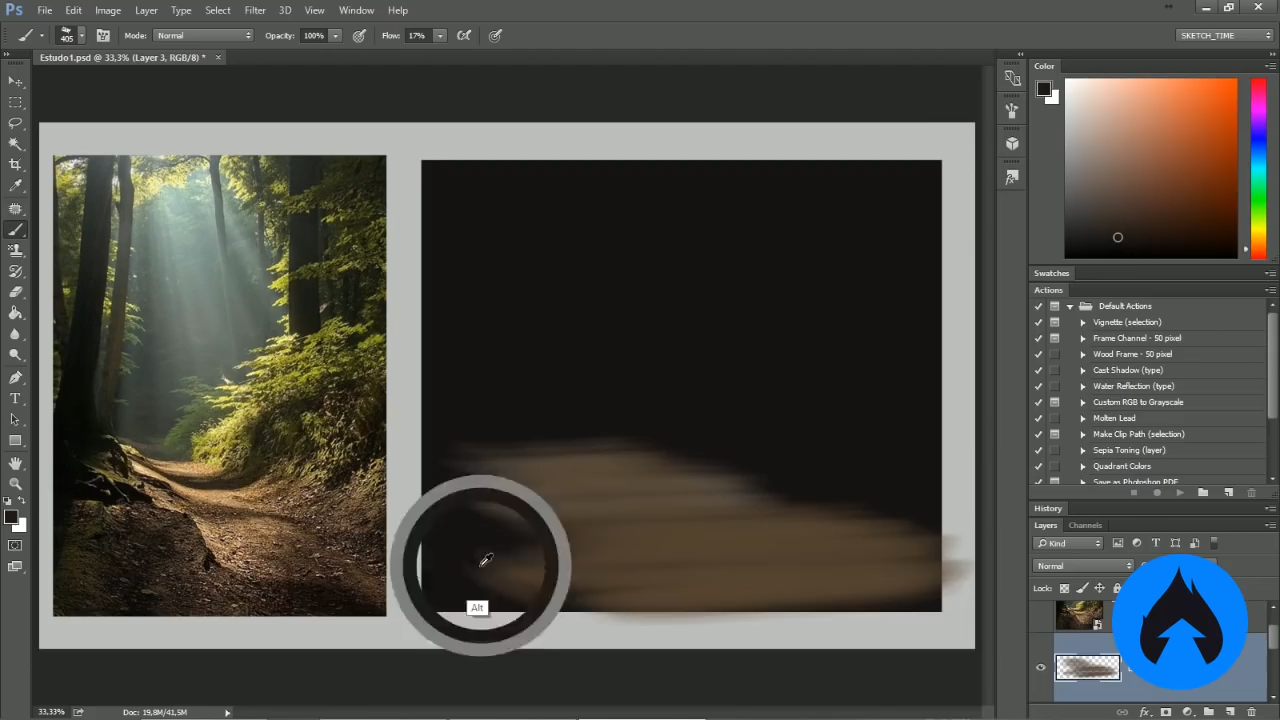 Ps File Edit Image Layer Type Select Filter 3D View Window Help
405 Mode: Normal Opacity: 100% Flow: 17% SKETCH_TIME
Estudo1.psd @ 33,3% (Layer 3, RGB/8) *
Color
Swatches
Actions
Default Actions
Vignette (selection)
Frame Channel - 50 pixel
Wood Frame - 50 pixel
Cast Shadow (type)
Water Reflection (type)
Custom RGB to Grayscale
Molten Lead
Make Clip Path (selection)
Sepia Toning (layer)
Quadrant Colors
Save as Photoshop PDF
History
Layers Channels
Kind
Normal
Lock:
Alt
33,33% Doc: 19,8M/41,5M